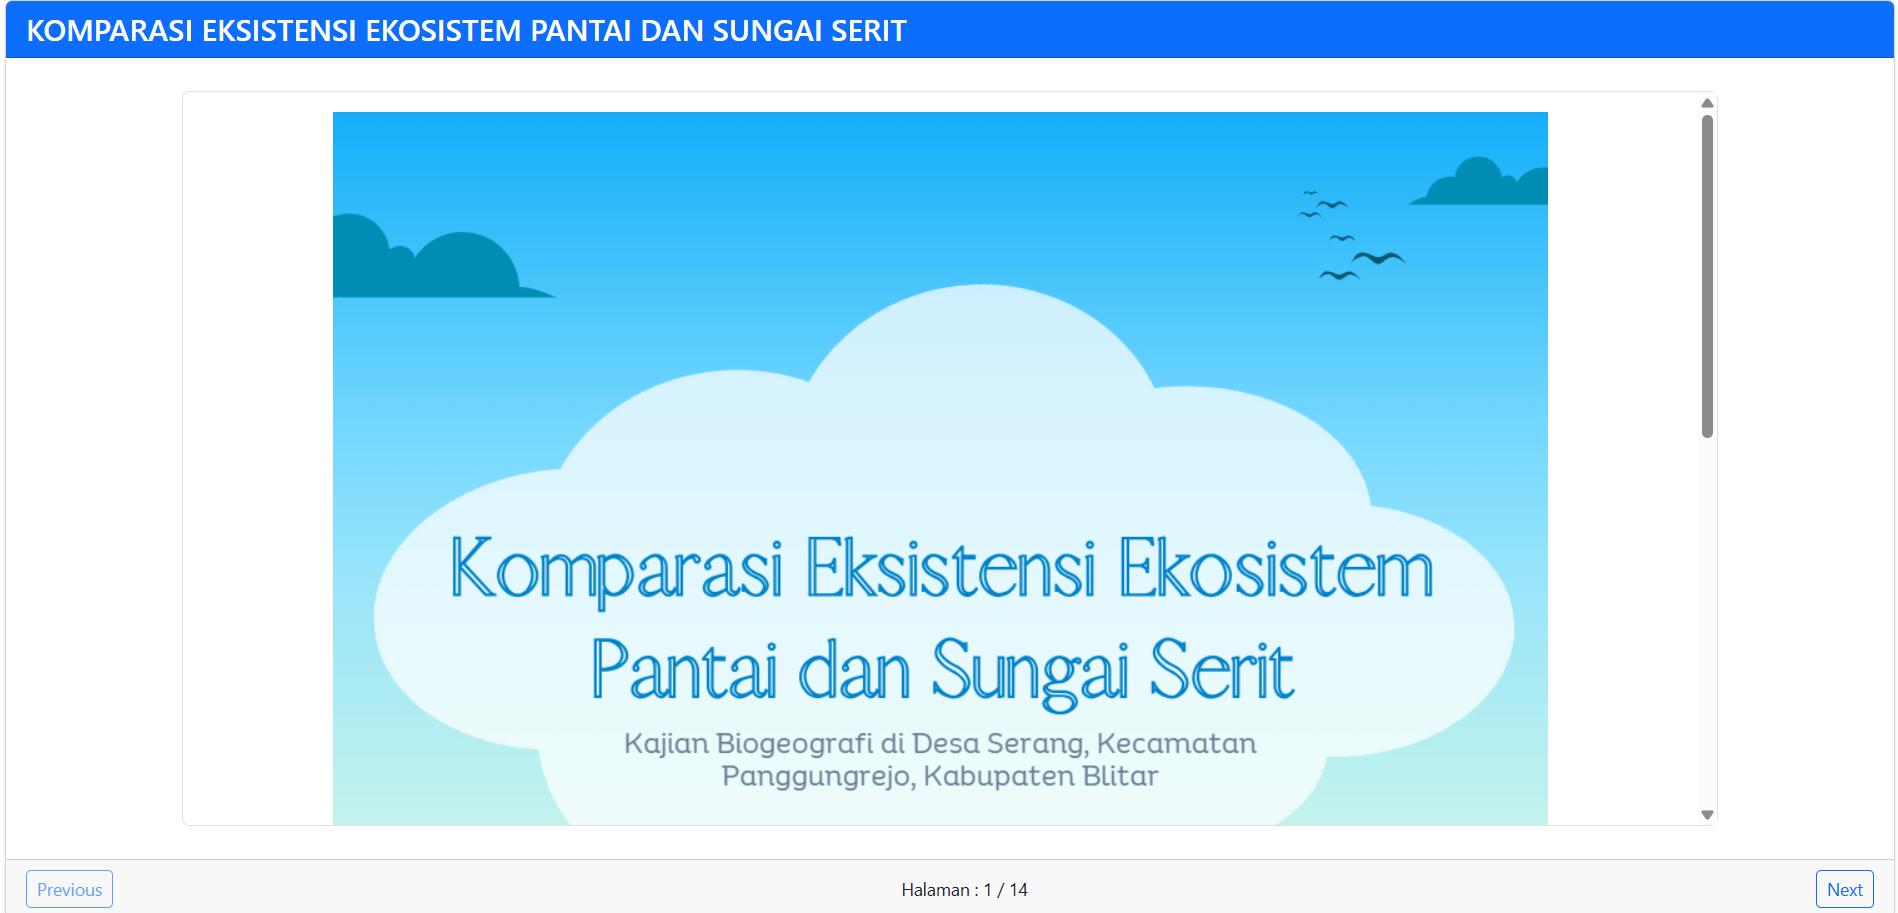 KOMPARASI EKSISTENSI EKOSISTEM PANTAI DAN SUNGAI SERIT
Komparasi Eksistensi Ekosistem
Pantai dan Sungai Serit
Kajian Biogeografi di Desa Serang, Kecamatan
Panggungrejo, Kabupaten Blitar
Previous
Halaman : 1 / 14
Next